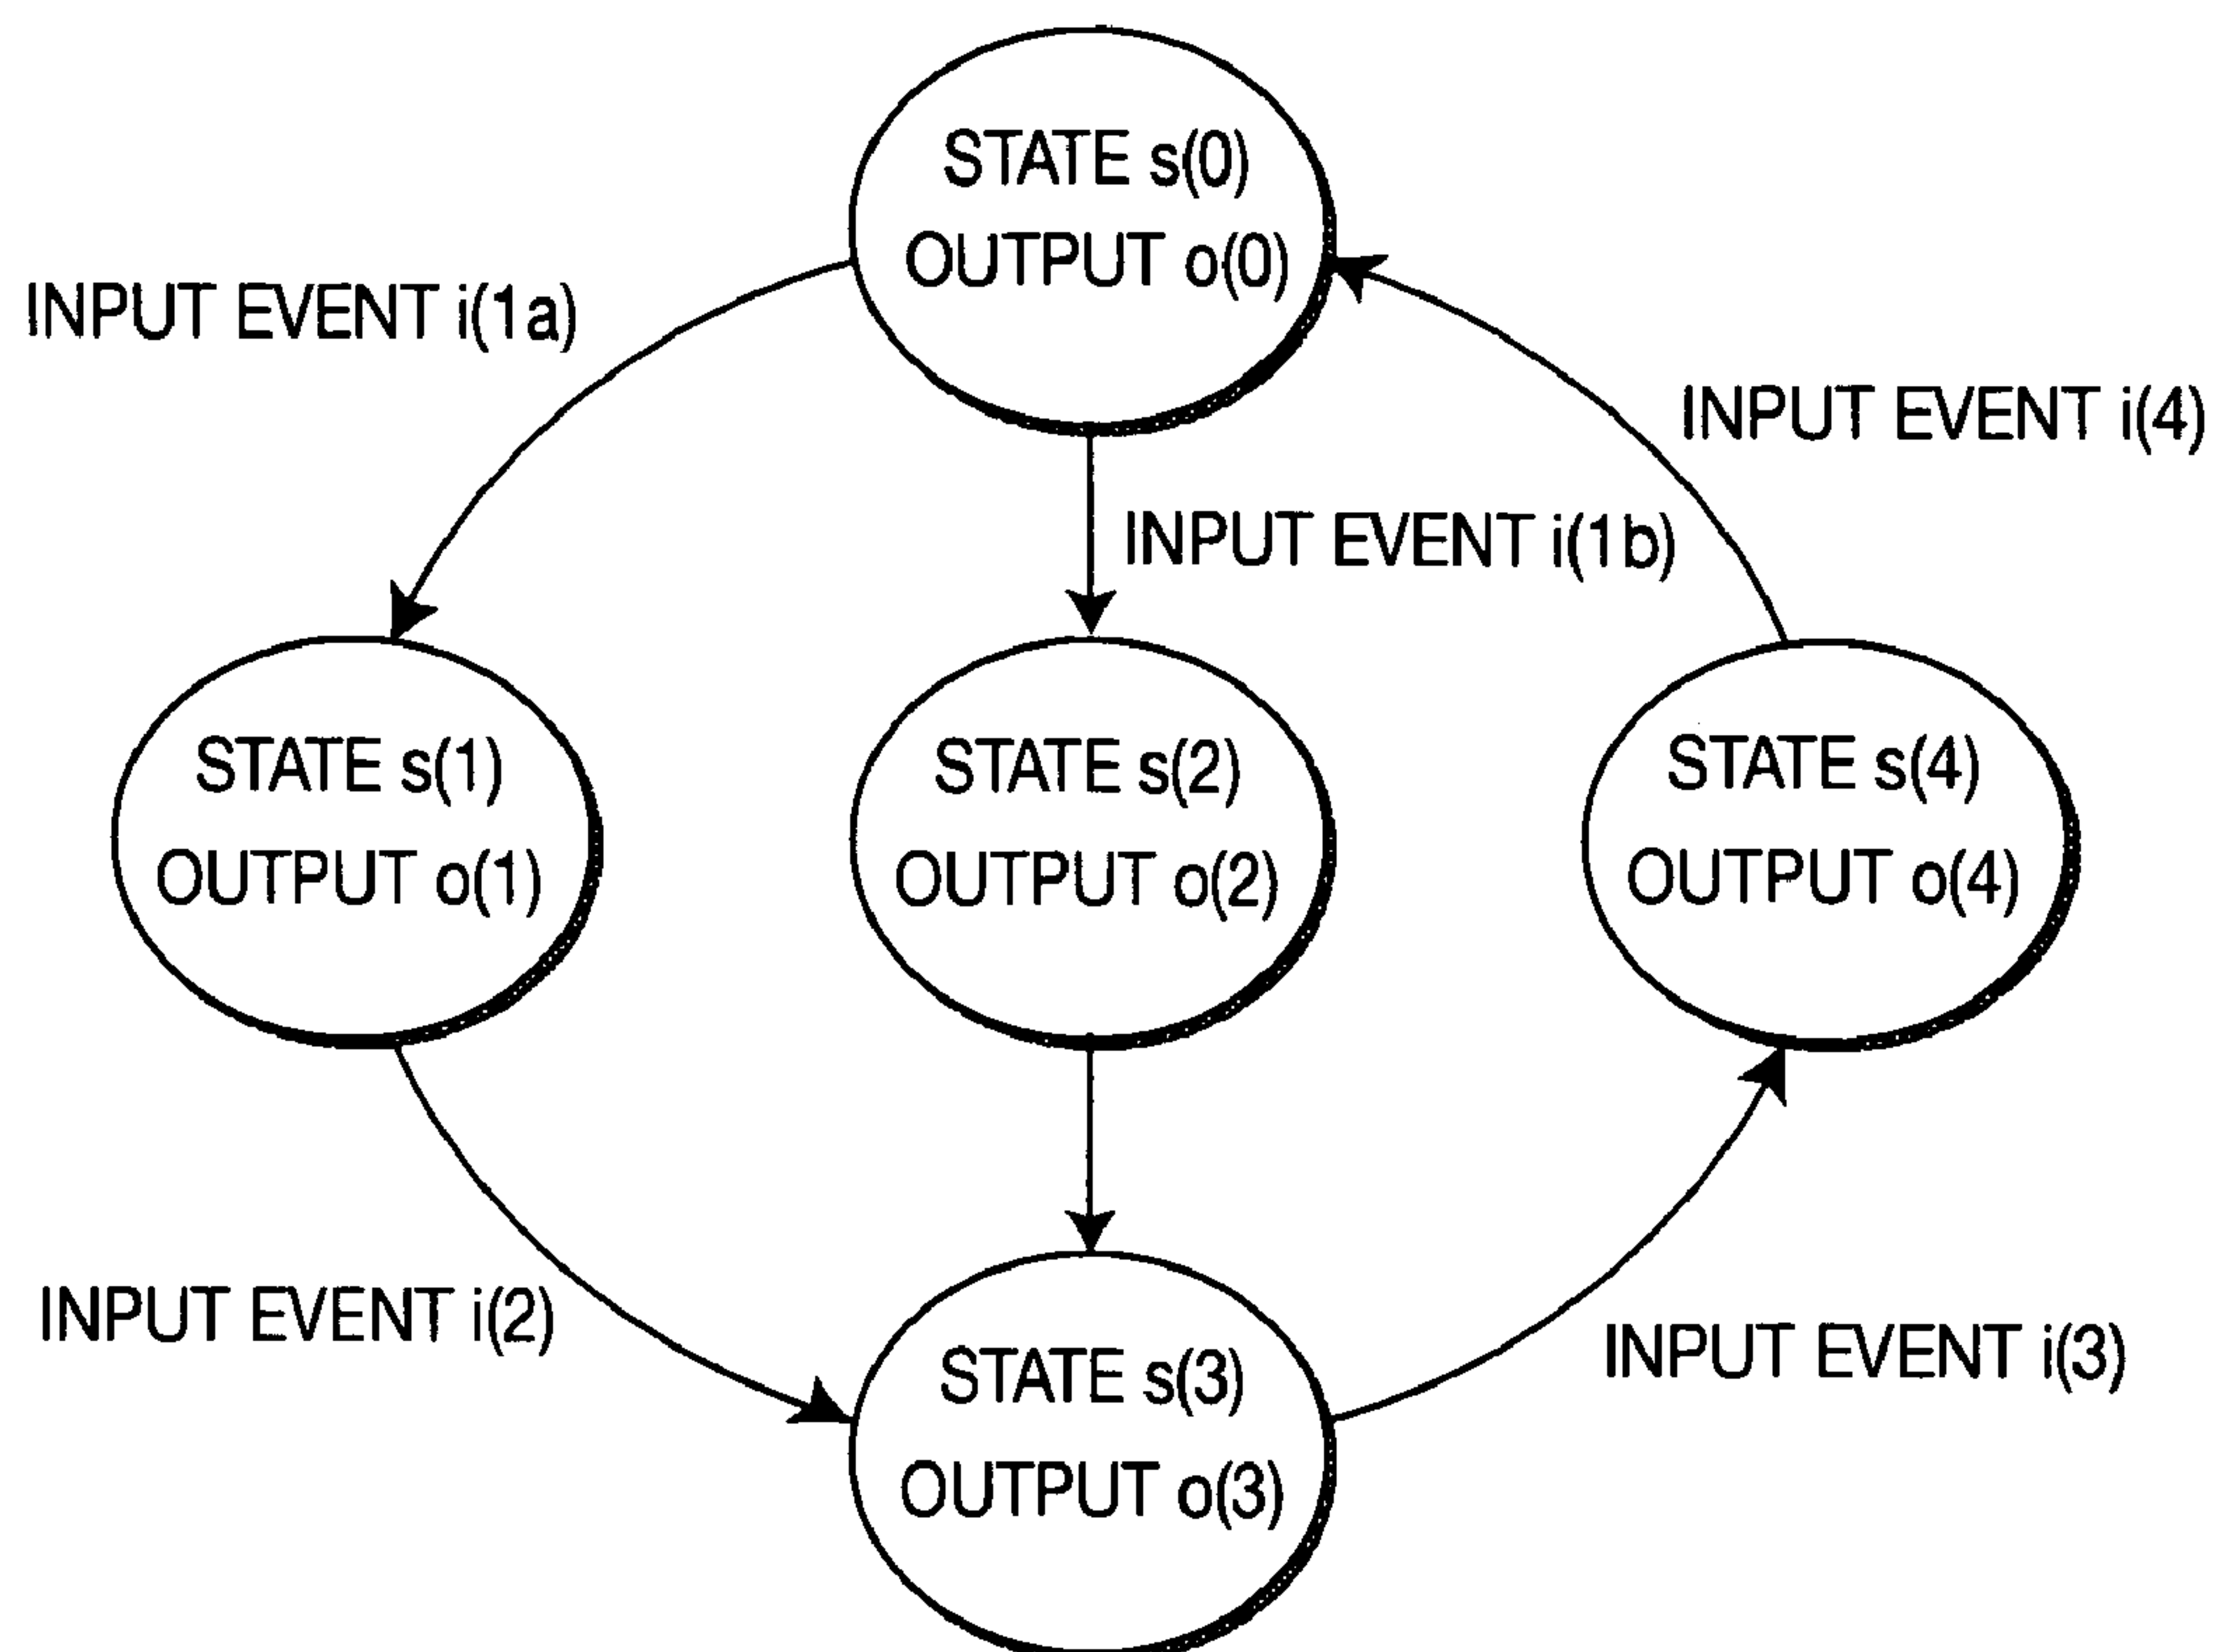 STATE s(0)
OUTPUT o(0)
INPUT EVENT i(1a)
INPUT EVENT i(4)
INPUT EVENT i(1b)
STATE s(1)
OUTPUT o(1)
STATE s(2)
OUTPUT o(2)
STATE s(4)
OUTPUT o(4)
INPUT EVENT i(2)
INPUT EVENT i(3)
STATE s(3)
OUTPUT o(3)